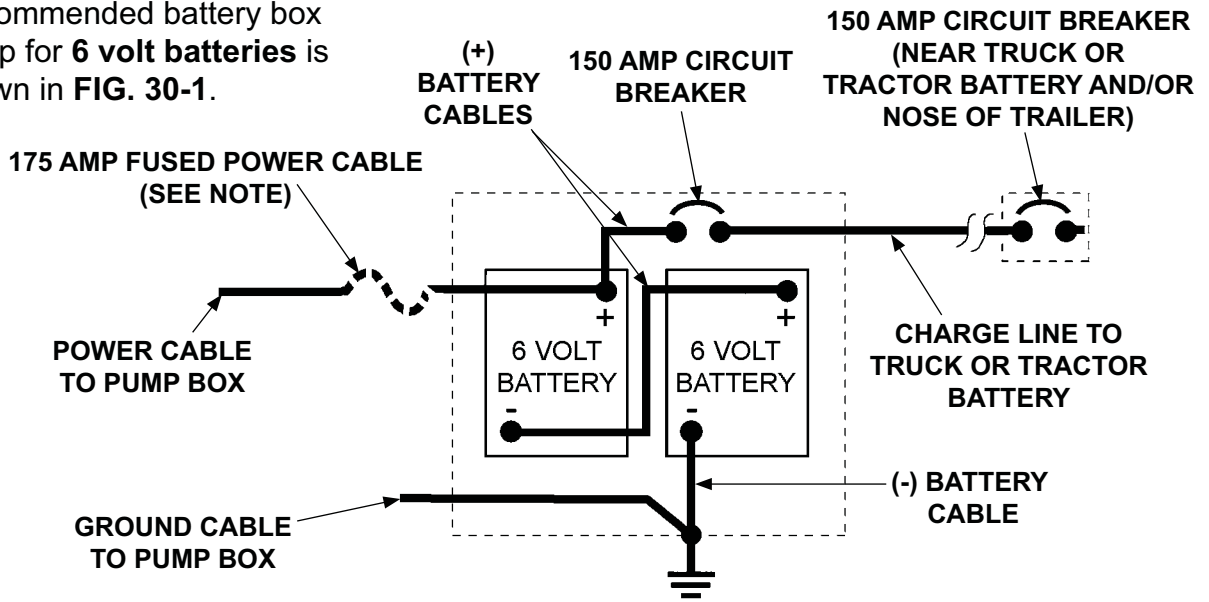 ommended battery box
p for 6 volt batteries is
wn in FIG. 30-1.
(+)
BATTERY
CABLES
150 AMP CIRCUIT
BREAKER
150 AMP CIRCUIT BREAKER
(NEAR TRUCK OR
TRACTOR BATTERY AND/OR
NOSE OF TRAILER)
175 AMP FUSED POWER CABLE
(SEE NOTE)
+
+
6 VOLT
BATTERY
6 VOLT
BATTERY
-
-
POWER CABLE
TO PUMP BOX
CHARGE LINE TO
TRUCK OR TRACTOR
BATTERY
(-) BATTERY
CABLE
GROUND CABLE
TO PUMP BOX